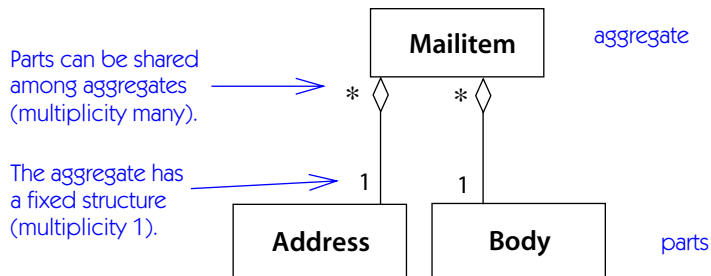 Mailitem
aggregate
Parts can be shared
among aggregates
(multiplicity many).
* *
The aggregate has
a fixed structure
(multiplicity 1).
1 1
Address
Body
parts